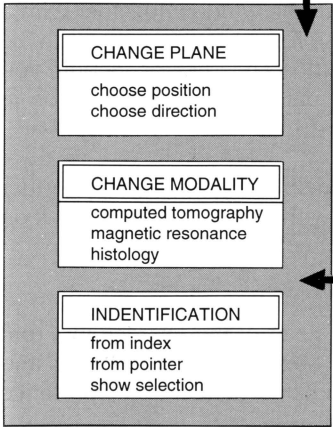 CHANGE PLANE
choose position
choose direction
CHANGE MODALITY
computed tomography
magnetic resonance
histology
INDENTIFICATION
from index
from pointer
show selection